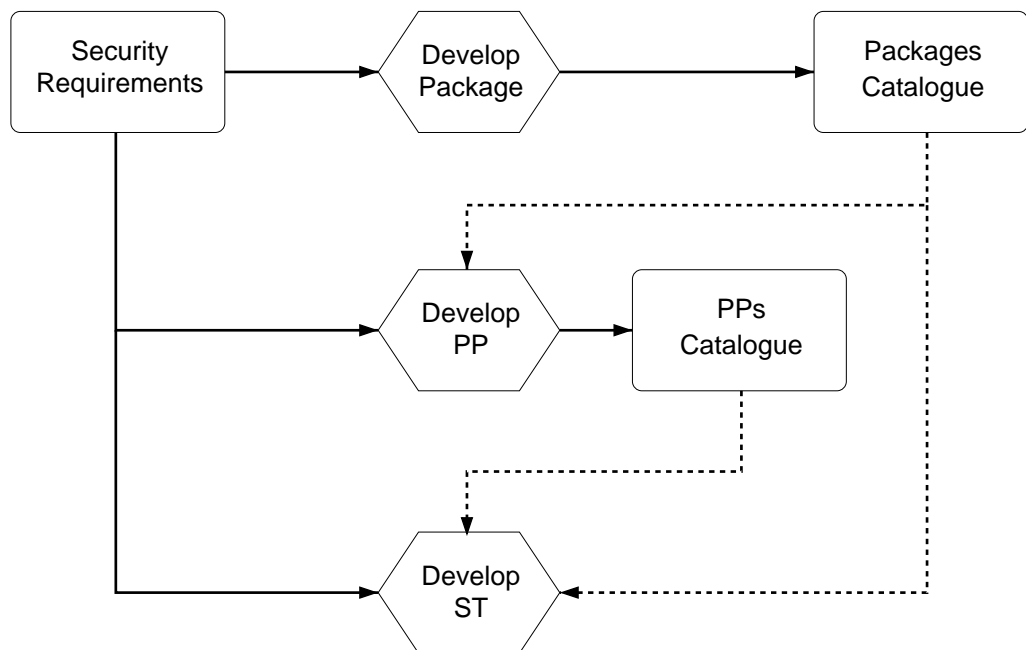 Security
Requirements
Develop
Package
Packages
Catalogue
Develop
PP
PPs
Catalogue
Develop
ST